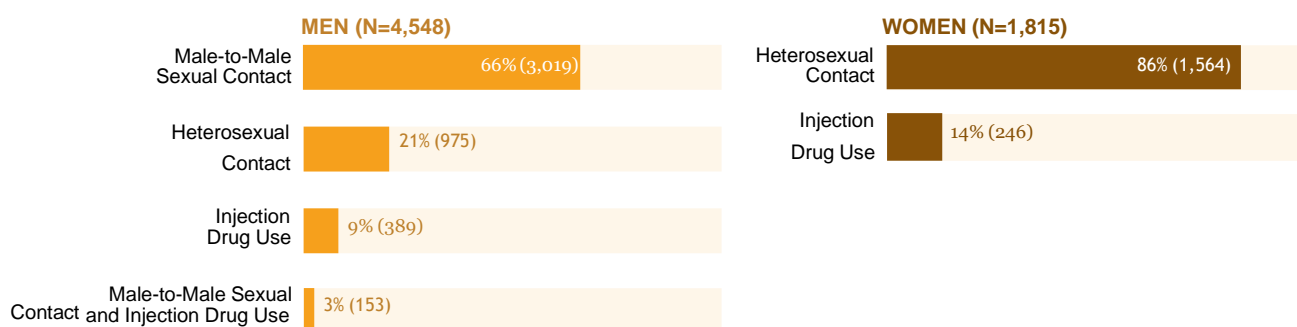 MEN (N=4,548)
Male-to-Male
Sexual Contact
66% (3,019)
Heterosexual
Contact
21% (975)
Injection
Drug Use
9% (389)
Male-to-Male Sexual
Contact and Injection Drug Use
3% (153)
WOMEN (N=1,815)
Heterosexual
Contact
86% (1,564)
Injection
Drug Use
14% (246)